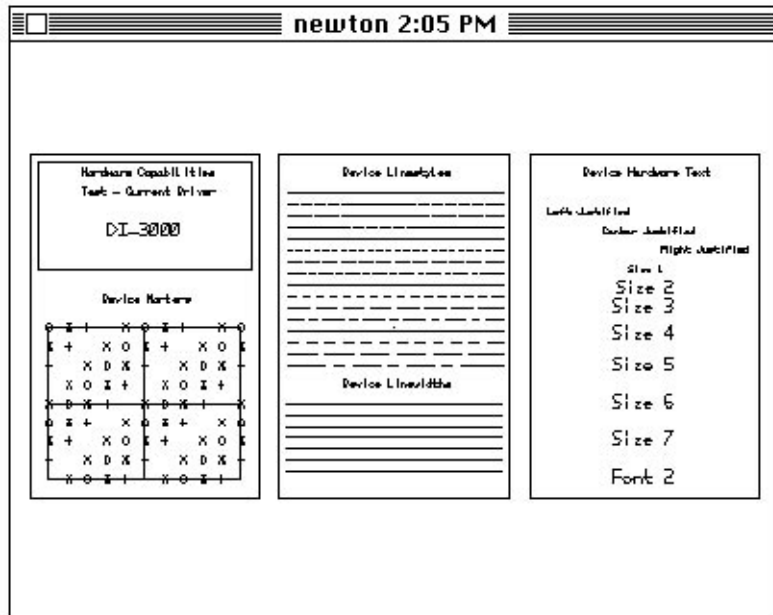 newton 2:05 PM
Hardware Capabilities
Test - Current Driver
DI-3000
Device Markers
Device Linestyles
Device Linewidths
Device Hardware Text
Left Justified
Center Justified
Right Justified
Size 1
Size 2
Size 3
Size 4
Size 5
Size 6
Size 7
Font 2